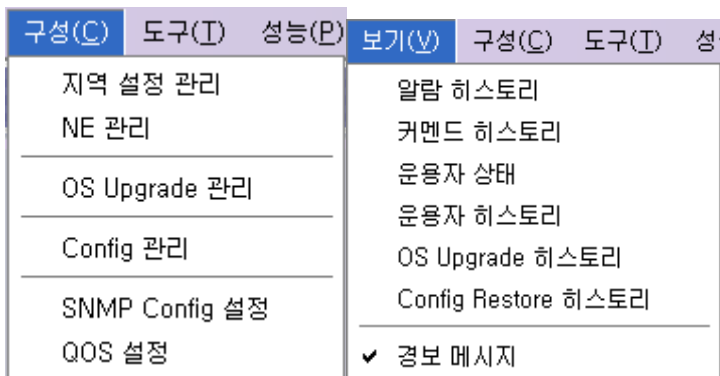 구성(C) 도구(T) 성능(P)
지역 설정 관리
NE 관리
OS Upgrade 관리
Config 관리
SNMP Config 설정
QOS 설정
보기(V) 구성(C) 도구(T) 성
알람 히스토리
커멘드 히스토리
운용자 상태
운용자 히스토리
OS Upgrade 히스토리
Config Restore 히스토리
✔ 경보 메시지